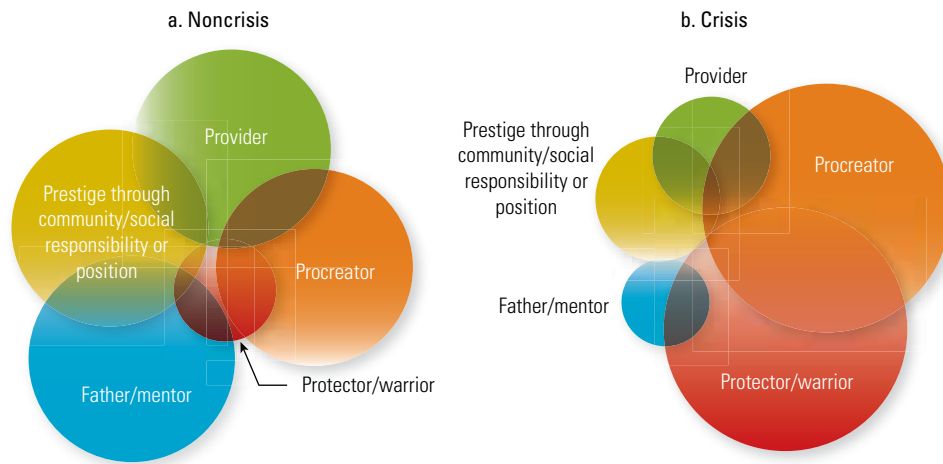 a. Noncrisis
Provider
Prestige through
community/social
responsibility or
position
Procreator
Father/mentor
Protector/warrior
b. Crisis
Provider
Prestige through
community/social
responsibility or
position
Procreator
Father/mentor
Protector/warrior